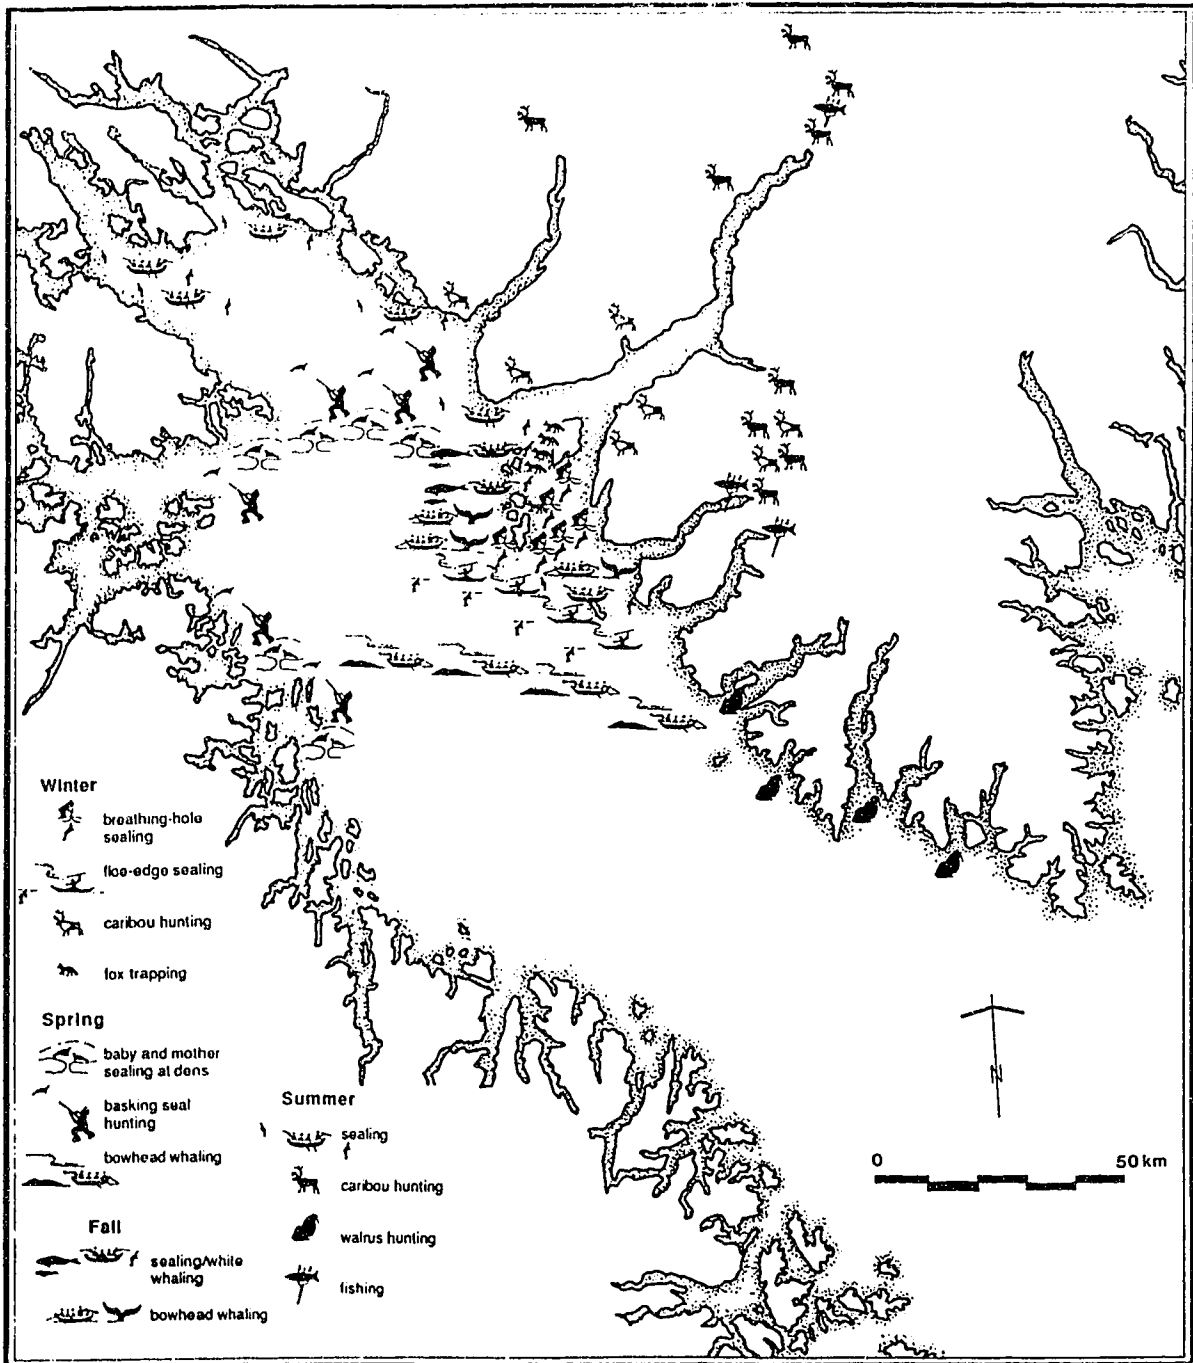 Winter
breathing-hole
sealing
floe-edge sealing
caribou hunting
fox trapping
Spring
baby and mother
sealing at dens
basking seal
hunting
bowhead whaling
Fall
sealing/white
whaling
bowhead whaling
Summer
sealing
caribou hunting
walrus hunting
fishing
N
0 50 km